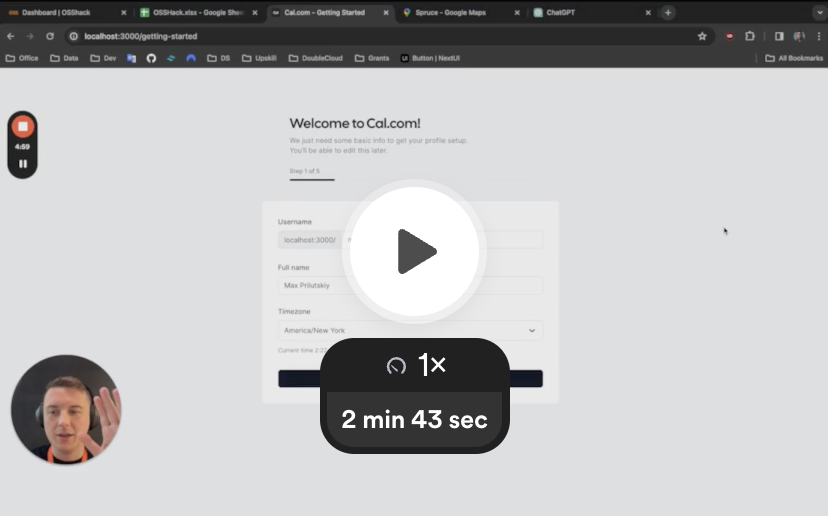 Dashboard | OSShack
OSSHack.xlsx - Google She
Cal.com - Getting Started
Spruce - Google Maps
ChatGPT
localhost:3000/getting-started
Office
Data
Dev
DS
Upskill
DoubleCloud
Grants
Button | NextUI
All Bookmarks
4:59
Welcome to Cal.com!
We just need some basic info to get your profile setup.
You'll be able to edit this later.
Step 1 of 5
Username
localhost:3000/
Full name
Max Prilutskiy
Timezone
America/New York
Current time 2:2
1×
2 min 43 sec